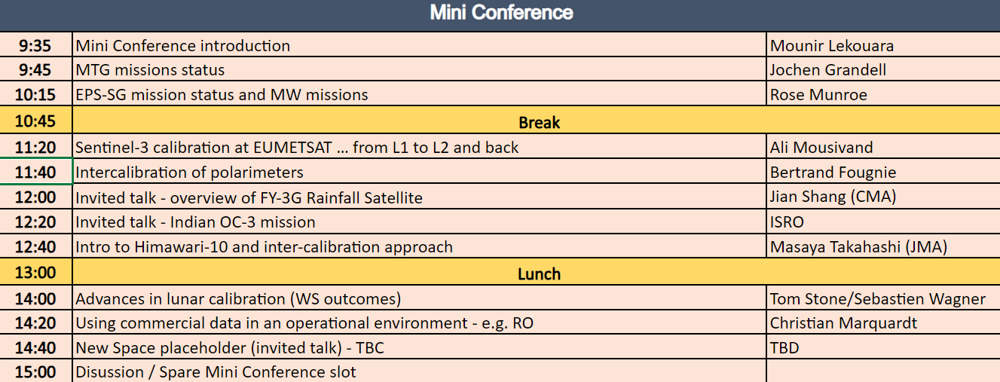 Mini Conference
9:35 Mini Conference introduction Mounir Lekouara
9:45 MTG missions status Jochen Grandell
10:15 EPS-SG mission status and MW missions Rose Munroe
10:45 Break
11:20 Sentinel-3 calibration at EUMETSAT ... from L1 to L2 and back Ali Mousivand
11:40 Intercalibration of polarimeters Bertrand Fougnie
12:00 Invited talk - overview of FY-3G Rainfall Satellite Jian Shang (CMA)
12:20 Invited talk - Indian OC-3 mission ISRO
12:40 Intro to Himawari-10 and inter-calibration approach Masaya Takahashi (JMA)
13:00 Lunch
14:00 Advances in lunar calibration (WS outcomes) Tom Stone/Sebastien Wagner
14:20 Using commercial data in an operational environment - e.g. RO Christian Marquardt
14:40 New Space placeholder (invited talk) - TBC TBD
15:00 Disussion / Spare Mini Conference slot